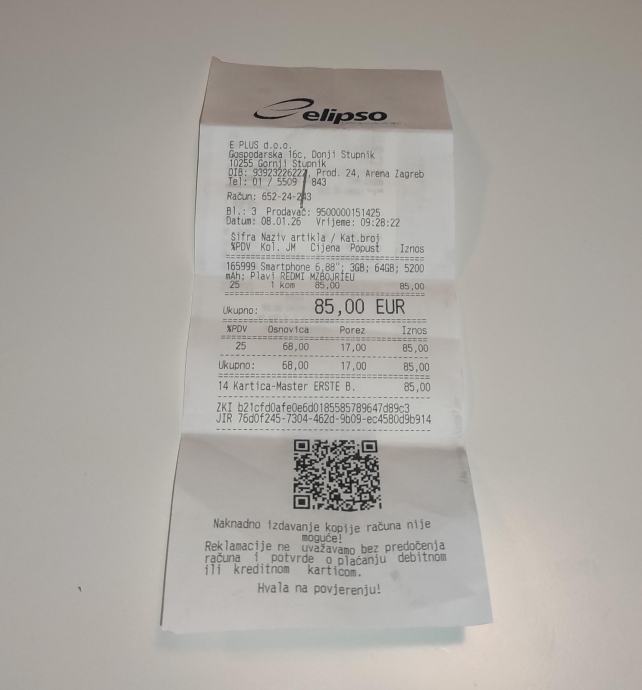 elipso
E PLUS d.o.o.
Gospodarska 16c, Donji Stupnik
10255 Gornji Stupnik
OIB: 93923226222, Prod. 24, Arena Zagreb
Tel: 01 / 5509 843
Račun: 652-24-243
Bl.: 3 Prodavač: 9500000151425
Datum: 08.01.26 Vrijeme: 09:28:22
Šifra Naziv artikla / Kat.broj
%PDV Kol. JM Cijena Popust Iznos
165999 Smartphone 6,88"; 3GB; 64GB; 5200
mAh; Plavi REDMI MZB0JRIEU
25 1 kom 85,00 85,00
Ukupno: 85,00 EUR
%PDV Osnovica Porez Iznos
25 68,00 17,00 85,00
Ukupno: 68,00 17,00 85,00
14 Kartica-Master ERSTE B. 85,00
ZKI b21cfd0afe0e6d0185585789647d89c3
JIR 76d0f245-7304-462d-9b09-ec4580d9b914
Naknadno izdavanje kopije računa nije
moguće!
Reklamacije ne uvažavamo bez predočenja
računa i potvrde o plaćanju debitnom
ili kreditnom karticom.
Hvala na povjerenju!